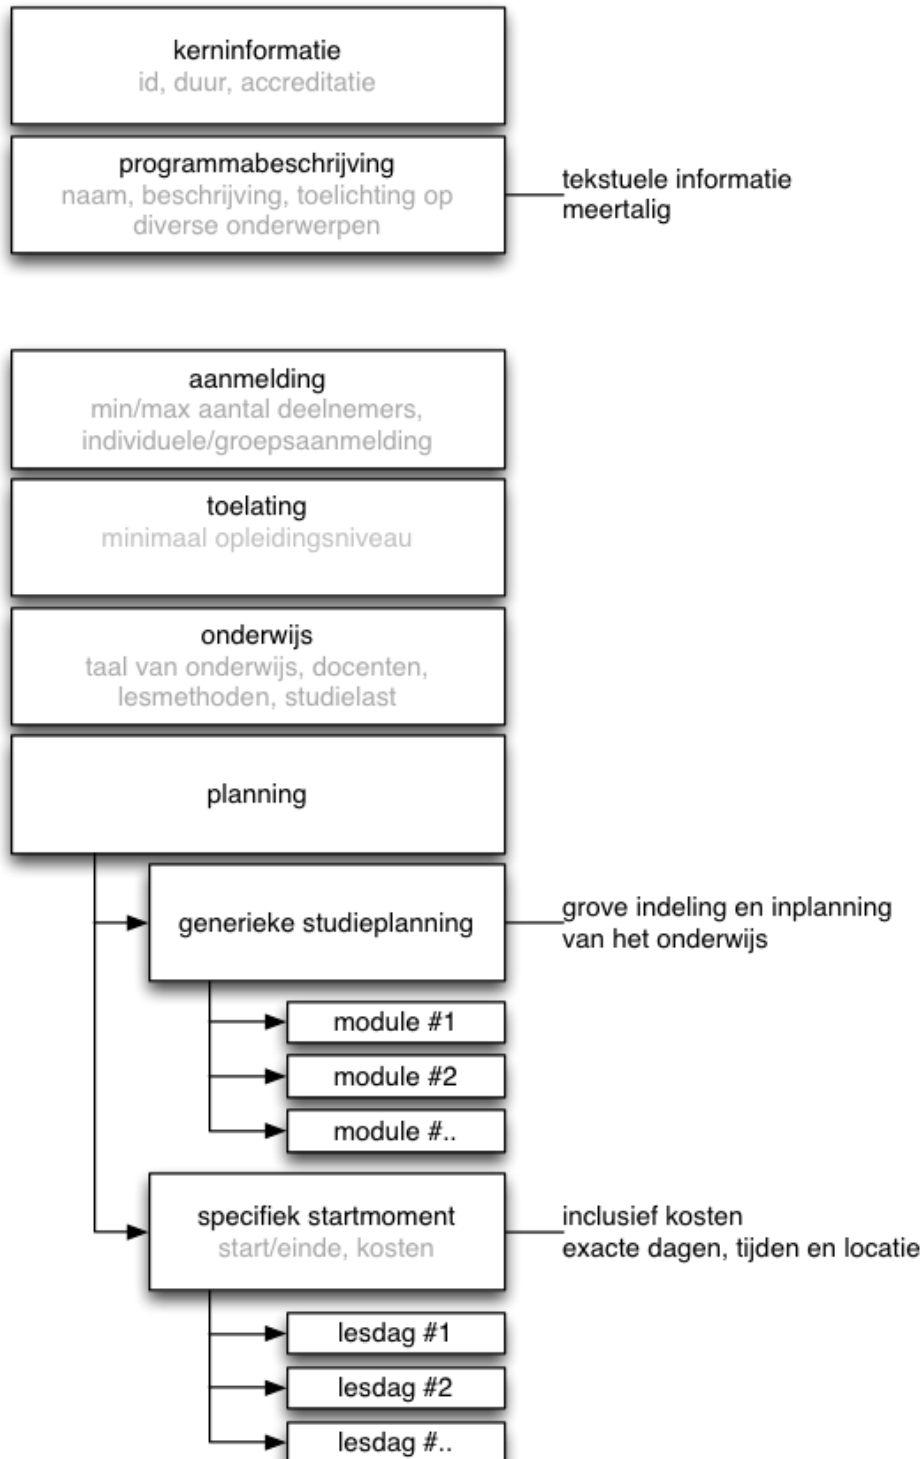 kerninformatie
id, duur, accreditatie
programmabeschrijving
naam, beschrijving, toelichting op
diverse onderwerpen
tekstuele informatie
meertalig
aanmelding
min/max aantal deelnemers,
individuele/groepsaanmelding
toelating
minimaal opleidingsniveau
onderwijs
taal van onderwijs, docenten,
lesmethoden, studielast
planning
generieke studieplanning
grove indeling en inplanning
van het onderwijs
module #1
module #2
module #..
specifiek startmoment
start/einde, kosten
inclusief kosten
exacte dagen, tijden en locatie
lesdag #1
lesdag #2
lesdag #..